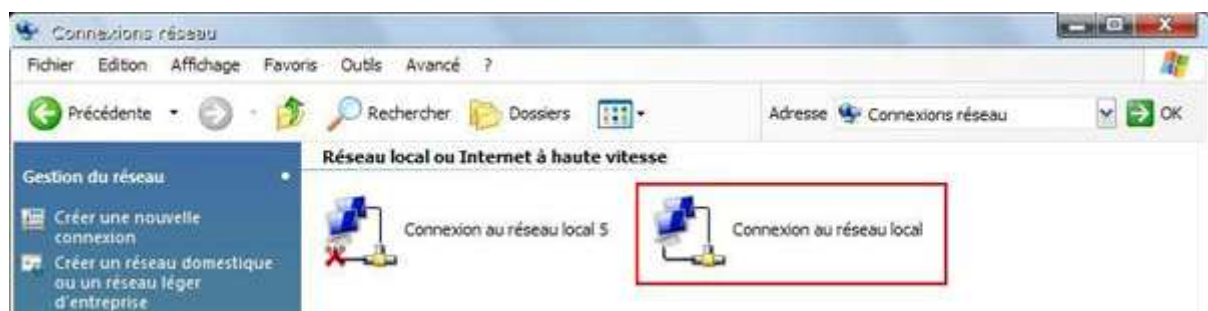 Connexions réseau
Fichier Edition Affichage Favoris Outils Avancé ?
Précédente Rechercher Dossiers Adresse Connexions réseau OK
Réseau local ou Internet à haute vitesse
Gestion du réseau
Créer une nouvelle
connexion
Créer un réseau domestique
ou un réseau léger
d'entreprise
Connexion au réseau local 5
Connexion au réseau local